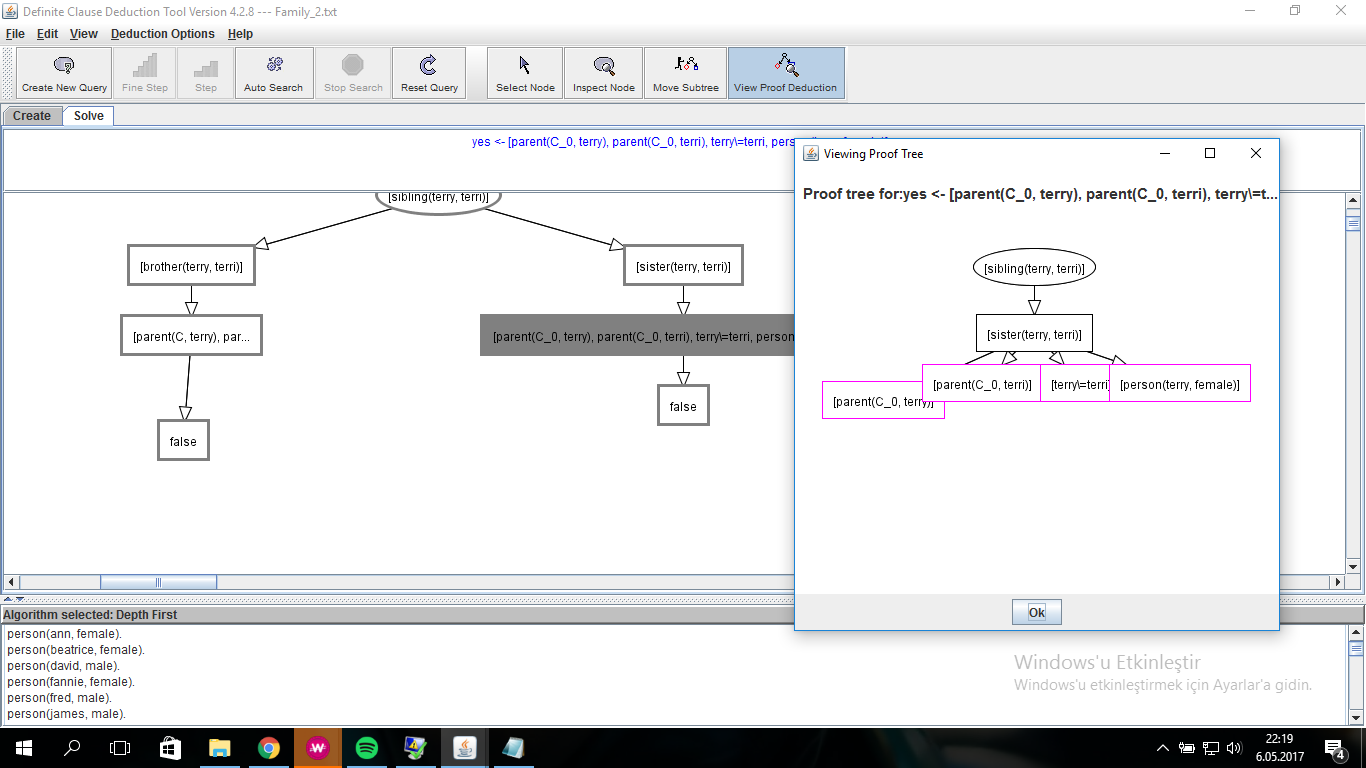 Definite Clause Deduction Tool Version 4.2.8 --- Family_2.txt
File Edit View Deduction Options Help
Create New Query Fine Step Step Auto Search Stop Search Reset Query Select Node Inspect Node Move Subtree View Proof Deduction
Create Solve
yes <- [parent(C_0, terry), parent(C_0, terri), terry\=terri, pers
[sibling(terry, terri)]
[brother(terry, terri)]
[sister(terry, terri)]
[parent(C, terry), par...
[parent(C_0, terry), parent(C_0, terri), terry\=terri, person
false
false
Viewing Proof Tree
Proof tree for:yes <- [parent(C_0, terry), parent(C_0, terri), terry\=t...
[sibling(terry, terri)]
[sister(terry, terri)]
[parent(C_0, terri)] [terry\=terri] [person(terry, female)]
[parent(C_0, terry)]
Ok
Algorithm selected: Depth First
person(ann, female).
person(beatrice, female).
person(david, male).
person(fannie, female).
person(fred, male).
person(james, male).
Windows'u Etkinleştir
Windows'u etkinleştirmek için Ayarlar'a gidin.
22:19
6.05.2017
4